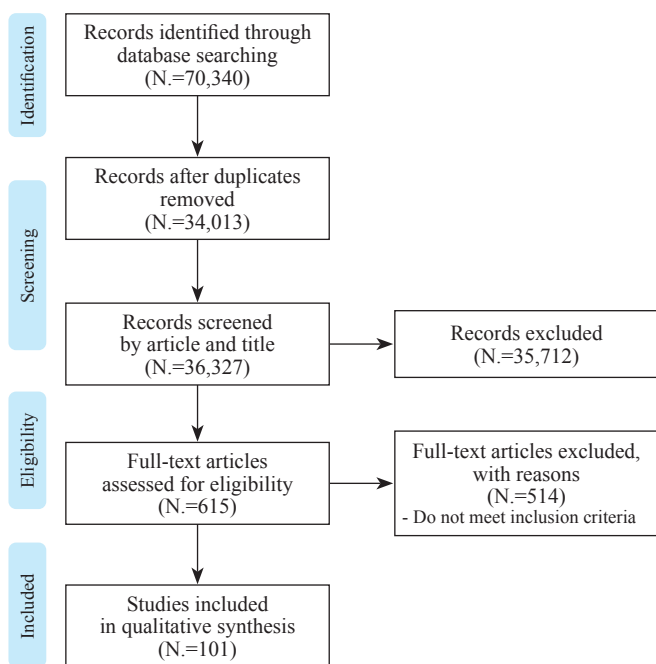 Identification
Records identified through
database searching
(N.=70,340)
Screening
Records after duplicates
removed
(N.=34,013)
Records screened
by article and title
(N.=36,327)
Records excluded
(N.=35,712)
Eligibility
Full-text articles
assessed for eligibility
(N.=615)
Full-text articles excluded,
with reasons
(N.=514)
- Do not meet inclusion criteria
Included
Studies included
in qualitative synthesis
(N.=101)